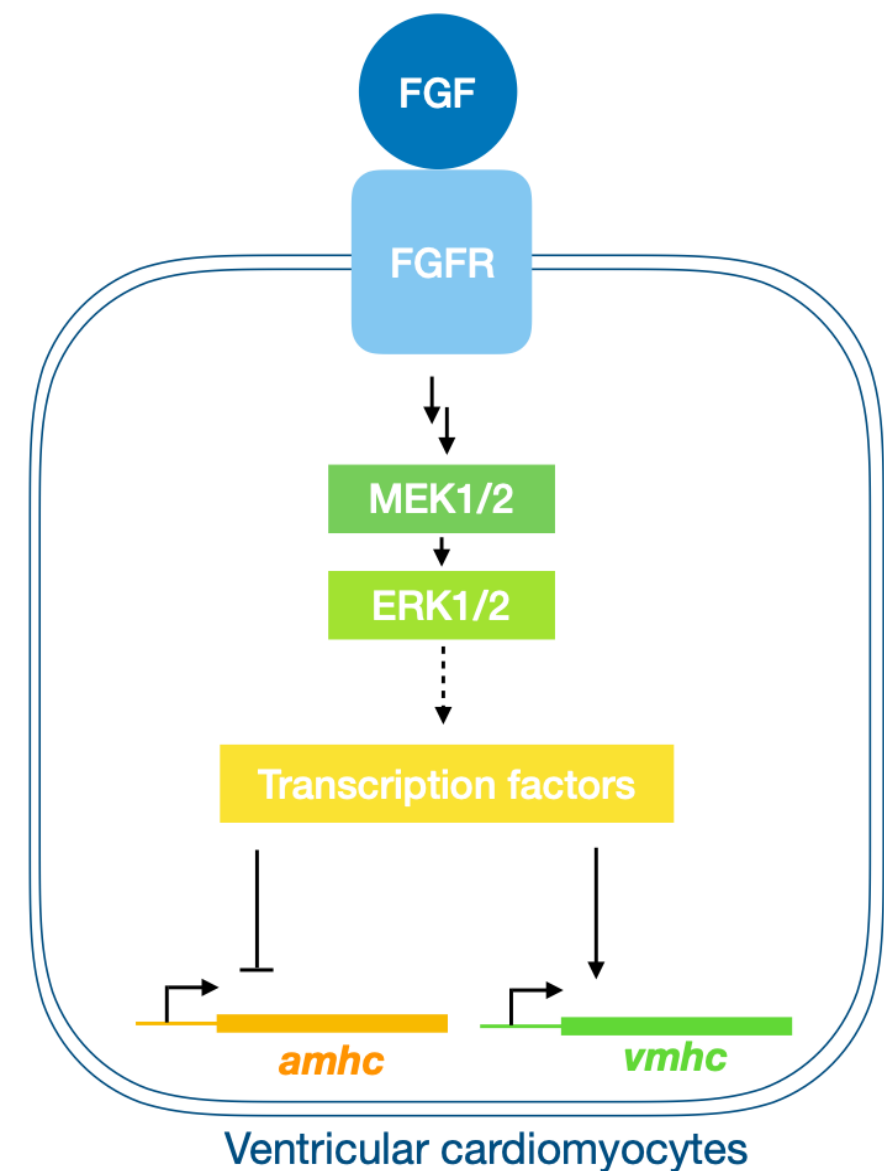 FGF
FGFR
MEK1/2
ERK1/2
Transcription factors
amhc
vmhc
Ventricular cardiomyocytes